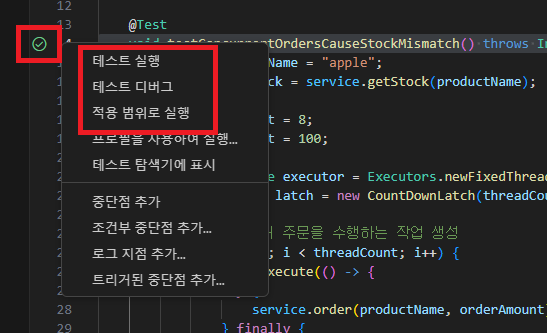 12
13 @Test
void testConcurrentOrdersCauseStockMismatch() throws
테스트 실행
Name = "apple";
테스트 디버그
ck = service.getStock(productName);
적용 범위로 실행
t = 8;
프로필을 사용하여 실행...
t = 100;
테스트 탐색기에 표시
e executor = Executors.newFixedThread
중단점 추가
latch = new CountDownLatch(threadCou
조건부 중단점 추가...
주문을 수행하는 작업 생성
로그 지점 추가...
; i < threadCount; i++) {
트리거된 중단점 추가...
xecute(() -> {
27
28 service.order(productName, orderAmount)
29 } finally {